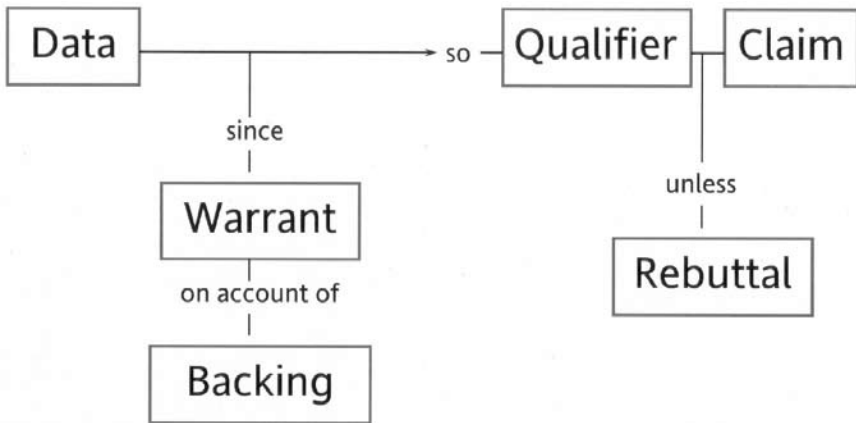 Data
so
Qualifier
Claim
since
Warrant
on account of
Backing
unless
Rebuttal